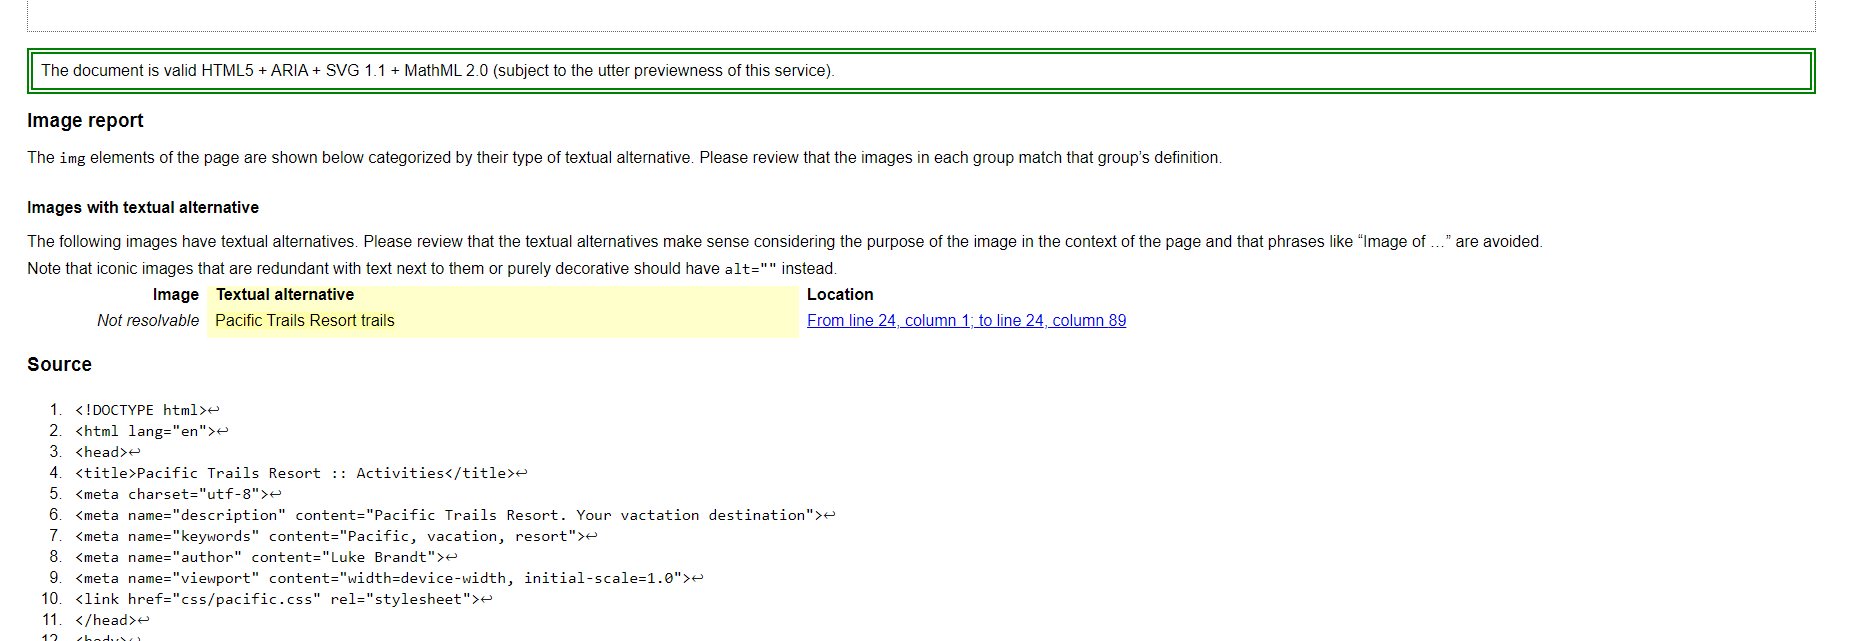 The document is valid HTML5 + ARIA + SVG 1.1 + MathML 2.0 (subject to the utter previewness of this service).
Image report
The img elements of the page are shown below categorized by their type of textual alternative. Please review that the images in each group match that group's definition.
Images with textual alternative
The following images have textual alternatives. Please review that the textual alternatives make sense considering the purpose of the image in the context of the page and that phrases like “Image of …” are avoided.
Note that iconic images that are redundant with text next to them or purely decorative should have alt="" instead.
Image Textual alternative Location
Not resolvable Pacific Trails Resort trails From line 24, column 1; to line 24, column 89
Source
1. <!DOCTYPE html>↩
2. <html lang="en">↩
3. <head>↩
4. <title>Pacific Trails Resort :: Activities</title>↩
5. <meta charset="utf-8">↩
6. <meta name="description" content="Pacific Trails Resort. Your vactation destination">↩
7. <meta name="keywords" content="Pacific, vacation, resort">↩
8. <meta name="author" content="Luke Brandt">↩
9. <meta name="viewport" content="width=device-width, initial-scale=1.0">↩
10. <link href="css/pacific.css" rel="stylesheet">↩
11. </head>↩
12. <body>↩